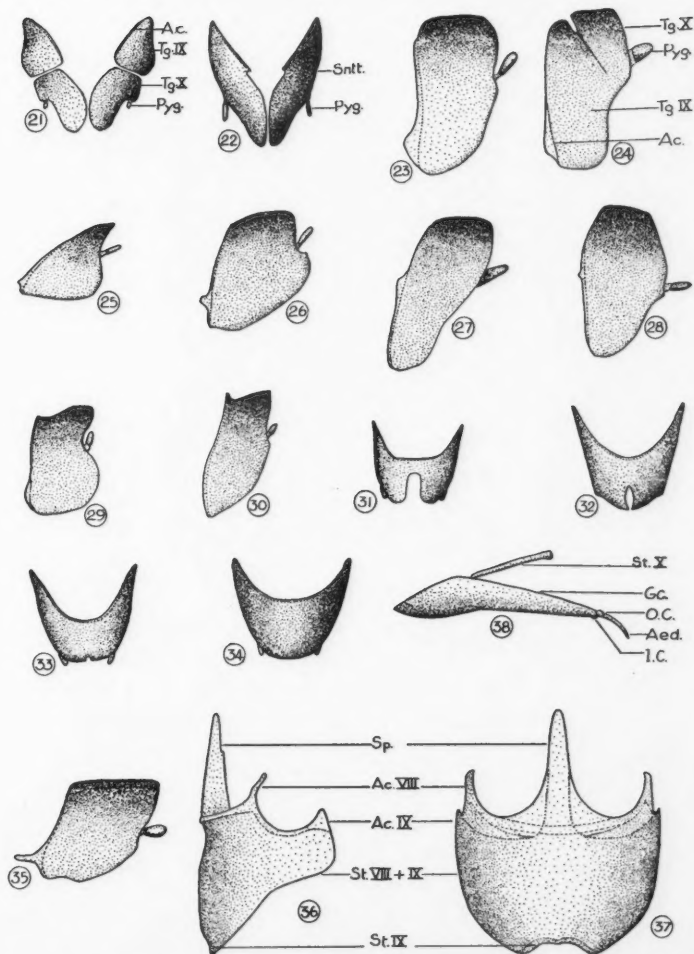 A.c.
Tg.IX
Tg.X
Pyg.
21
Sntt.
Pyg.
22
23
Tg.X
Pyg.
Tg IX
Ac.
24
25
26
27
28
29
30
31
32
33
34
St.X
Gc.
O.C.
Aed.
I.C.
38
35
Sp.
Ac.VIII
Ac.IX
St.VIII+IX
St.IX
36
37